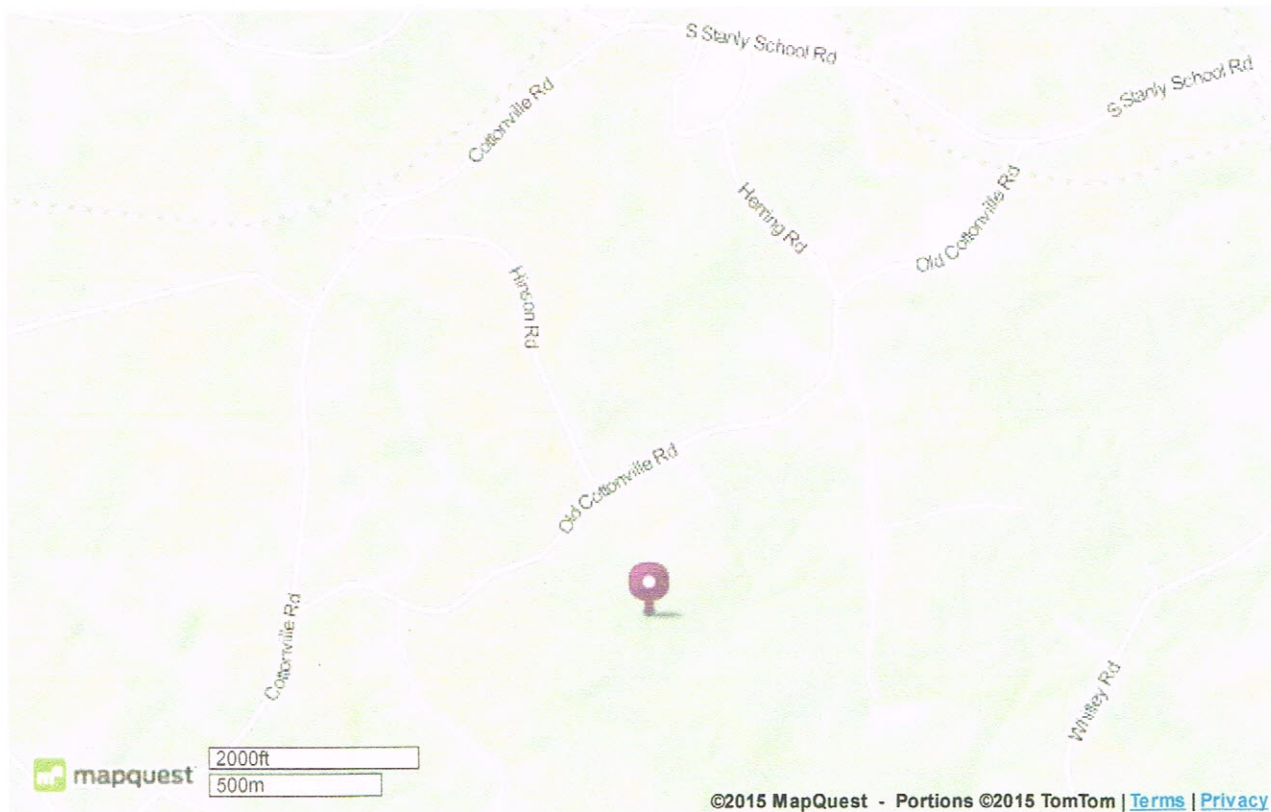 S Stanly School Rd
S Stanly School Rd
Cottonville Rd
Herring Rd
Old Cottonville Rd
Hinson Rd
Old Cottonville Rd
Cottonville Rd
Whitley Rd
mapquest
2000ft
500m
©2015 MapQuest - Portions ©2015 TomTom | Terms | Privacy